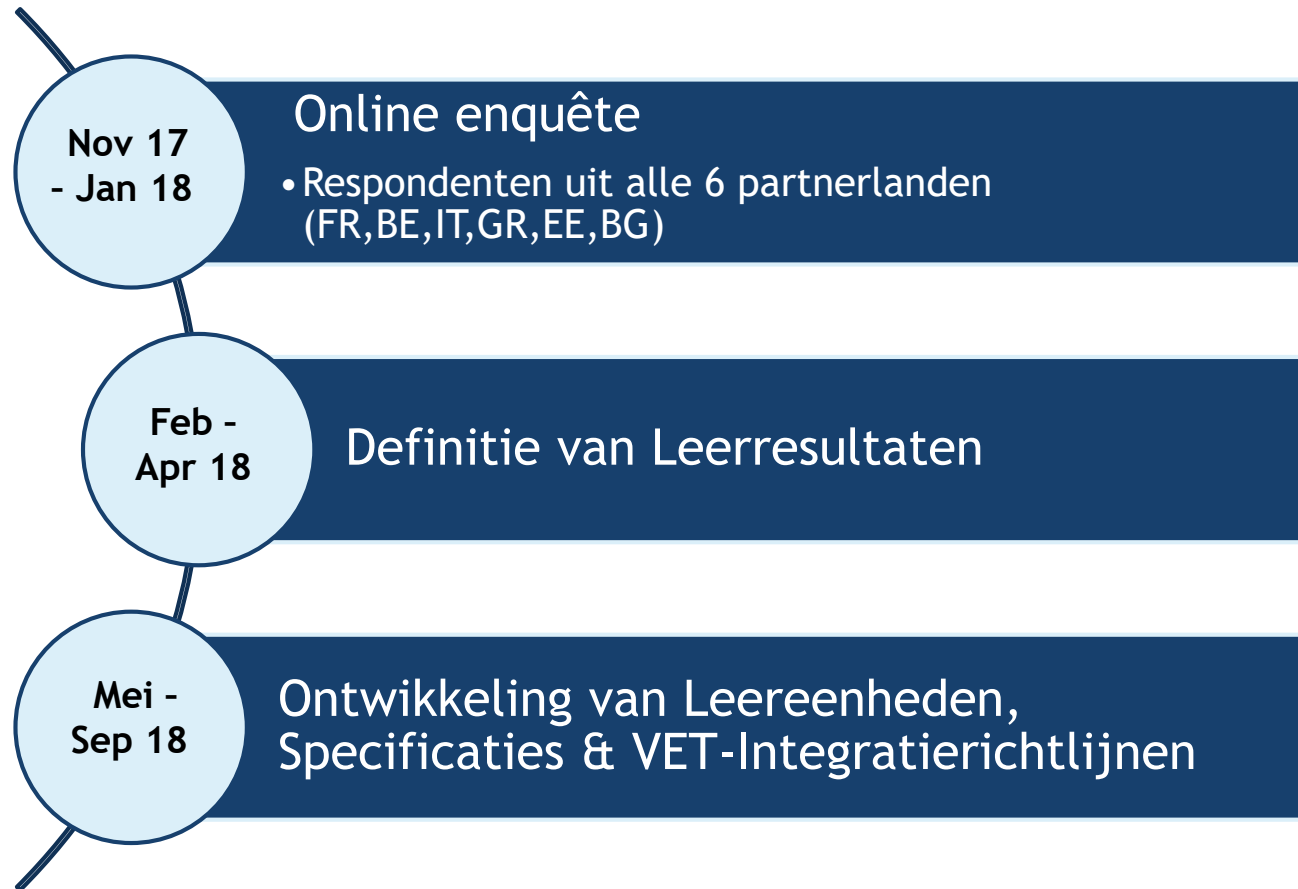 Nov 17
– Jan 18
Online enquête
•Respondenten uit alle 6 partnerlanden
(FR,BE,IT,GR,EE,BG)
Feb –
Apr 18
Definitie van Leerresultaten
Mei –
Sep 18
Ontwikkeling van Leereenheden,
Specificaties & VET-Integratierichtlijnen